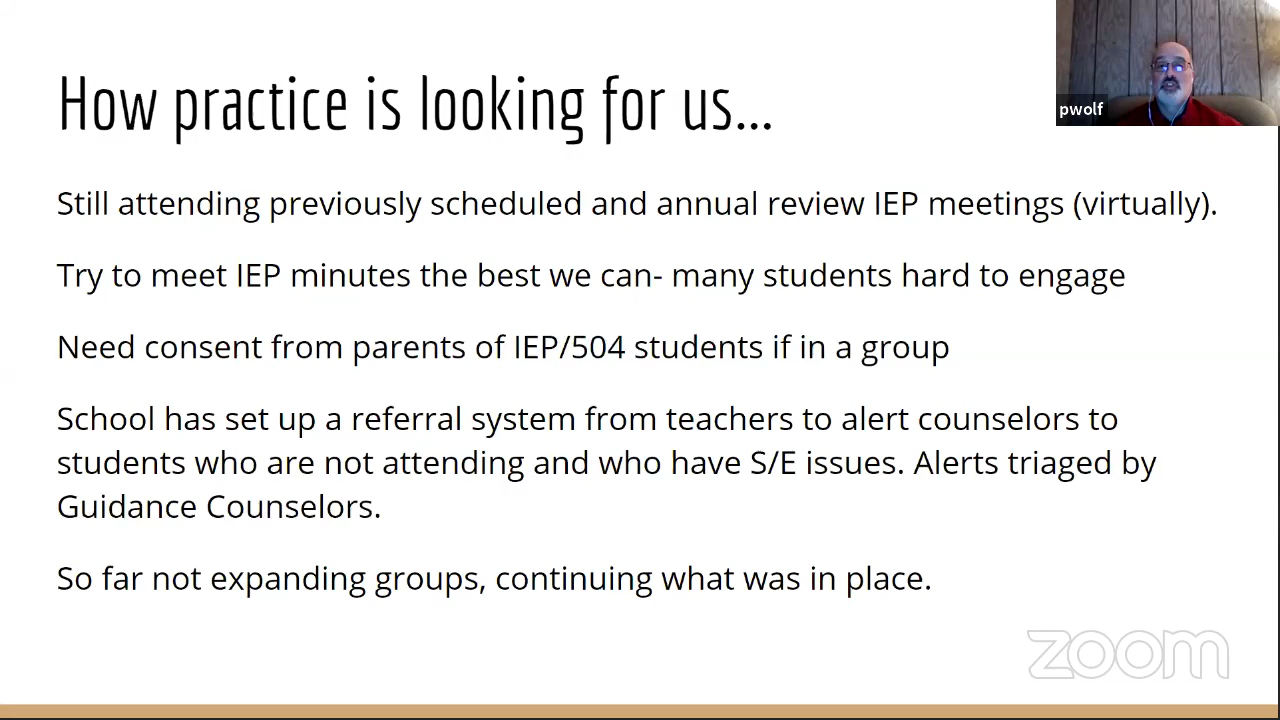 How practice is looking for us...
pwolf
Still attending previously scheduled and annual review IEP meetings (virtually).
Try to meet IEP minutes the best we can- many students hard to engage
Need consent from parents of IEP/504 students if in a group
School has set up a referral system from teachers to alert counselors to
students who are not attending and who have S/E issues. Alerts triaged by
Guidance Counselors.
So far not expanding groups, continuing what was in place.
zoom